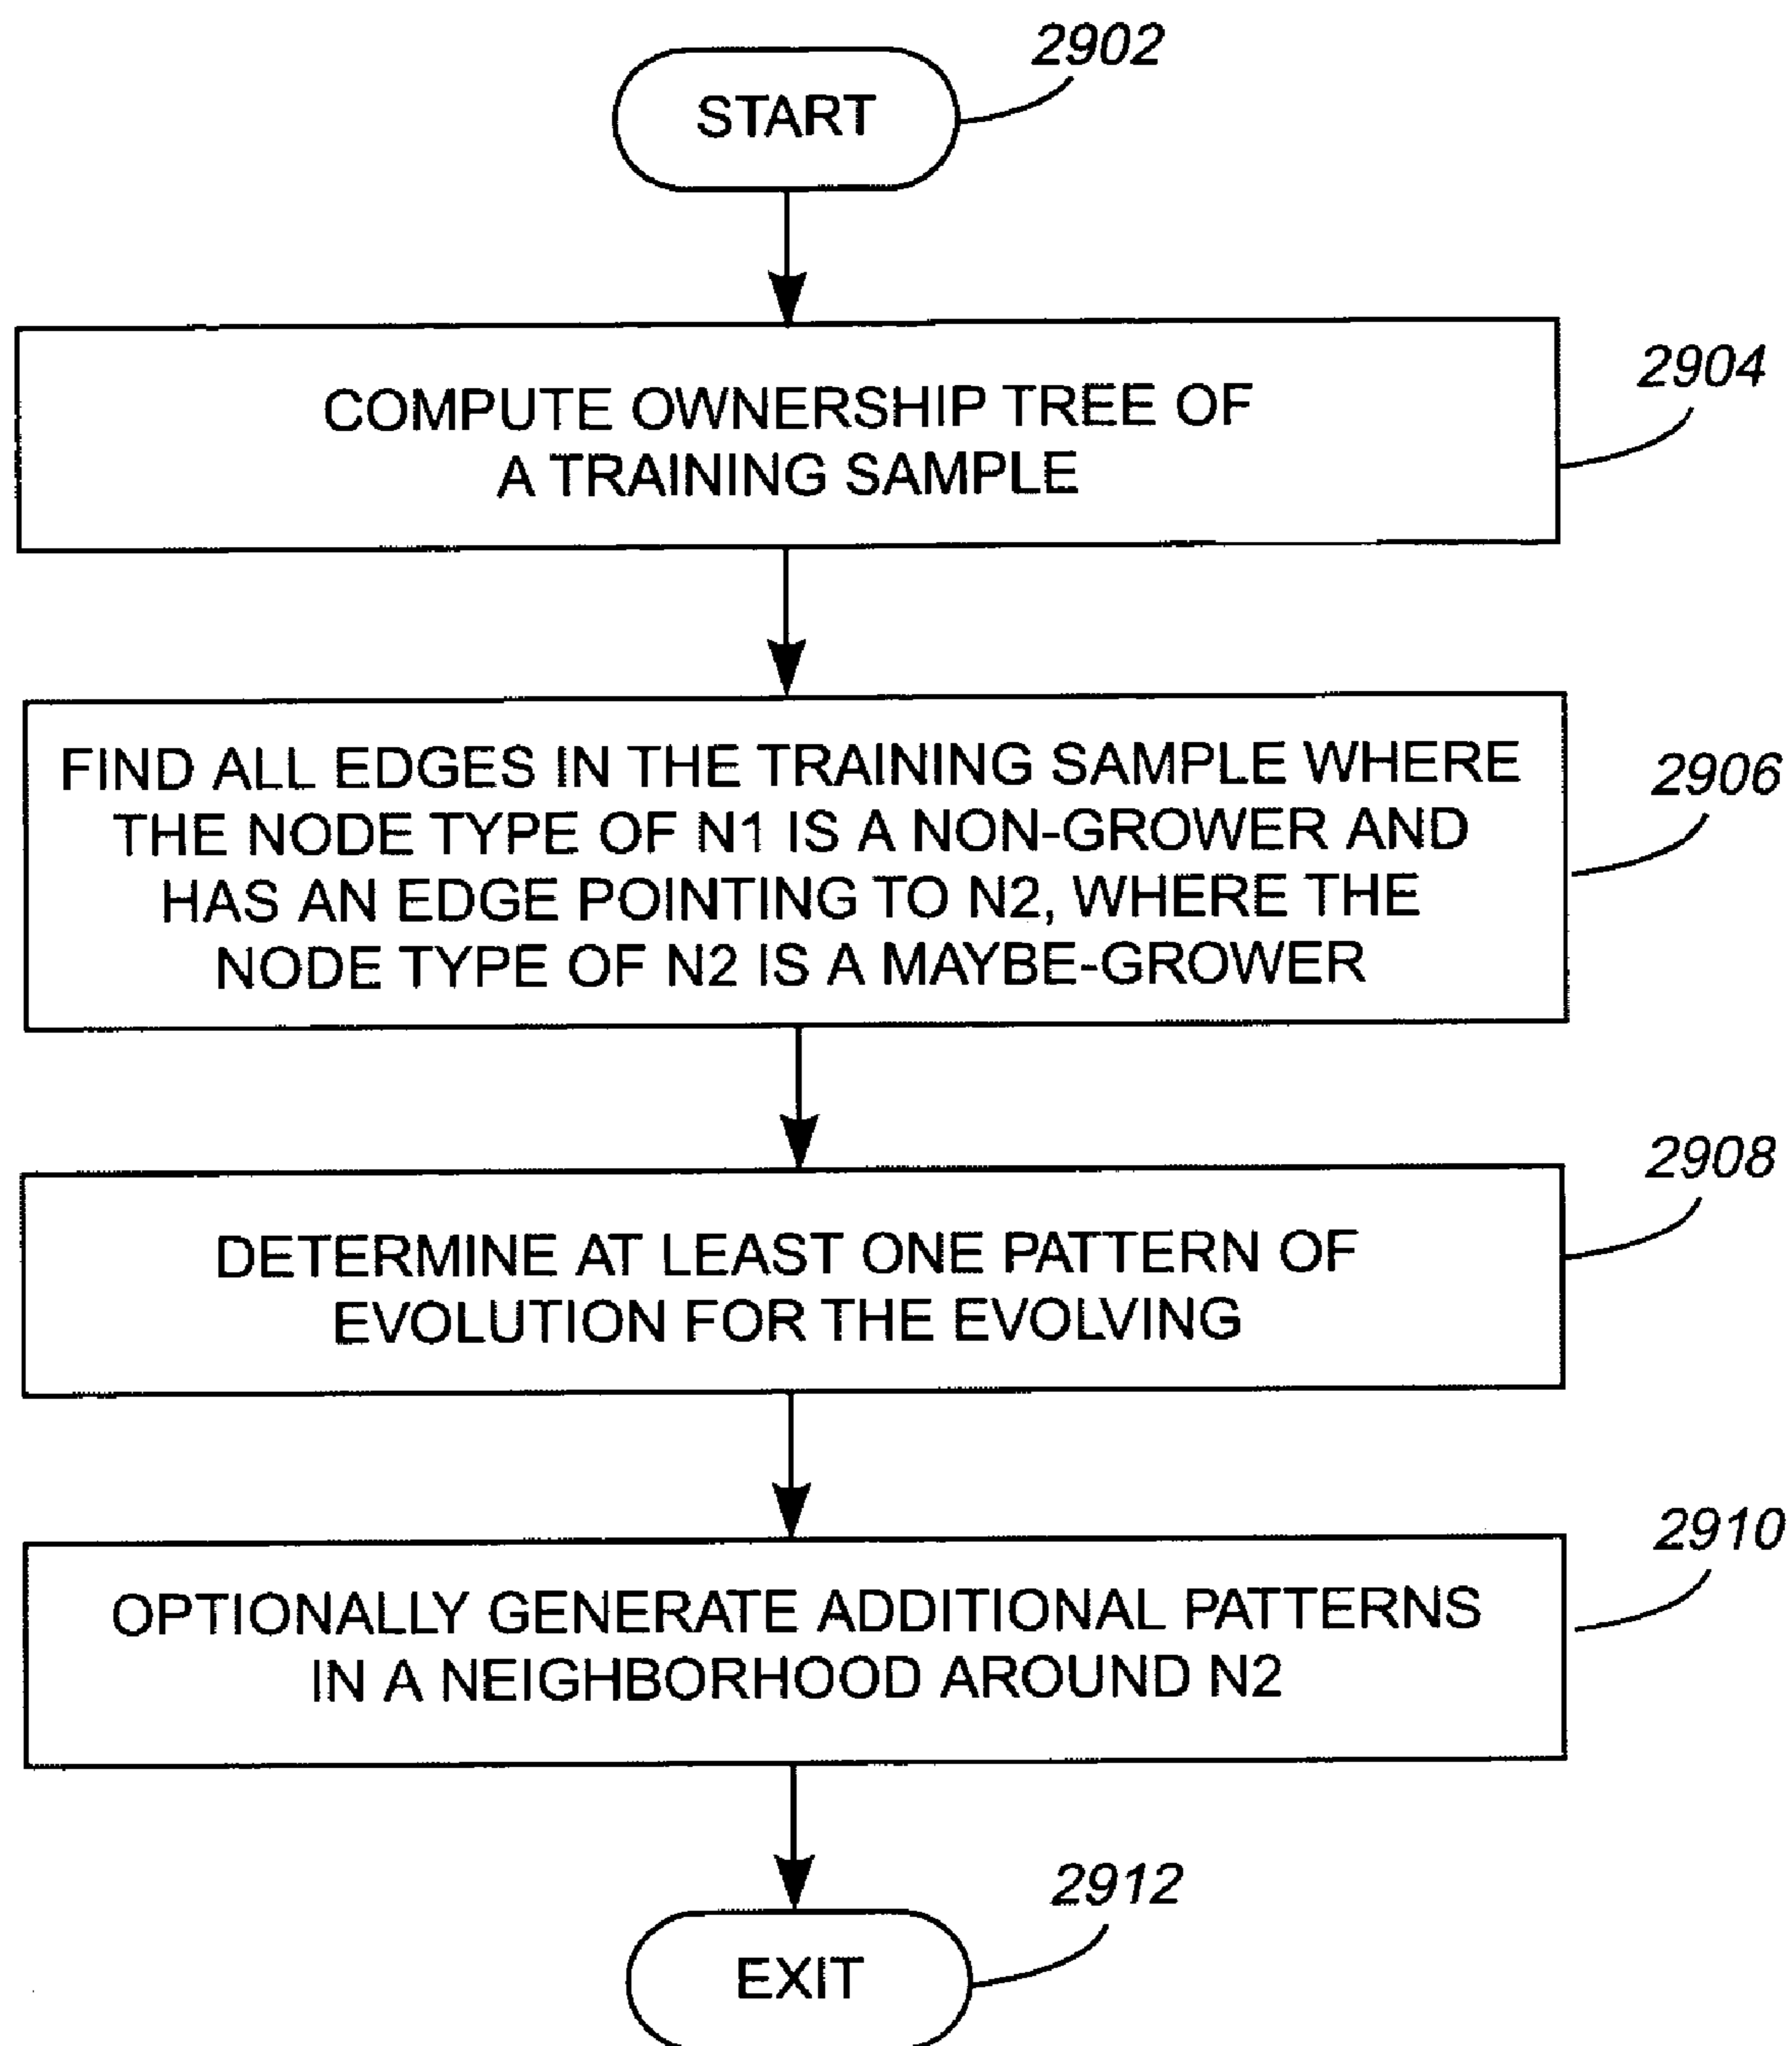 2902
START
2904
COMPUTE OWNERSHIP TREE OF
A TRAINING SAMPLE
2906
FIND ALL EDGES IN THE TRAINING SAMPLE WHERE
THE NODE TYPE OF N1 IS A NON-GROWER AND
HAS AN EDGE POINTING TO N2, WHERE THE
NODE TYPE OF N2 IS A MAYBE-GROWER
2908
DETERMINE AT LEAST ONE PATTERN OF
EVOLUTION FOR THE EVOLVING
2910
OPTIONALLY GENERATE ADDITIONAL PATTERNS
IN A NEIGHBORHOOD AROUND N2
2912
EXIT